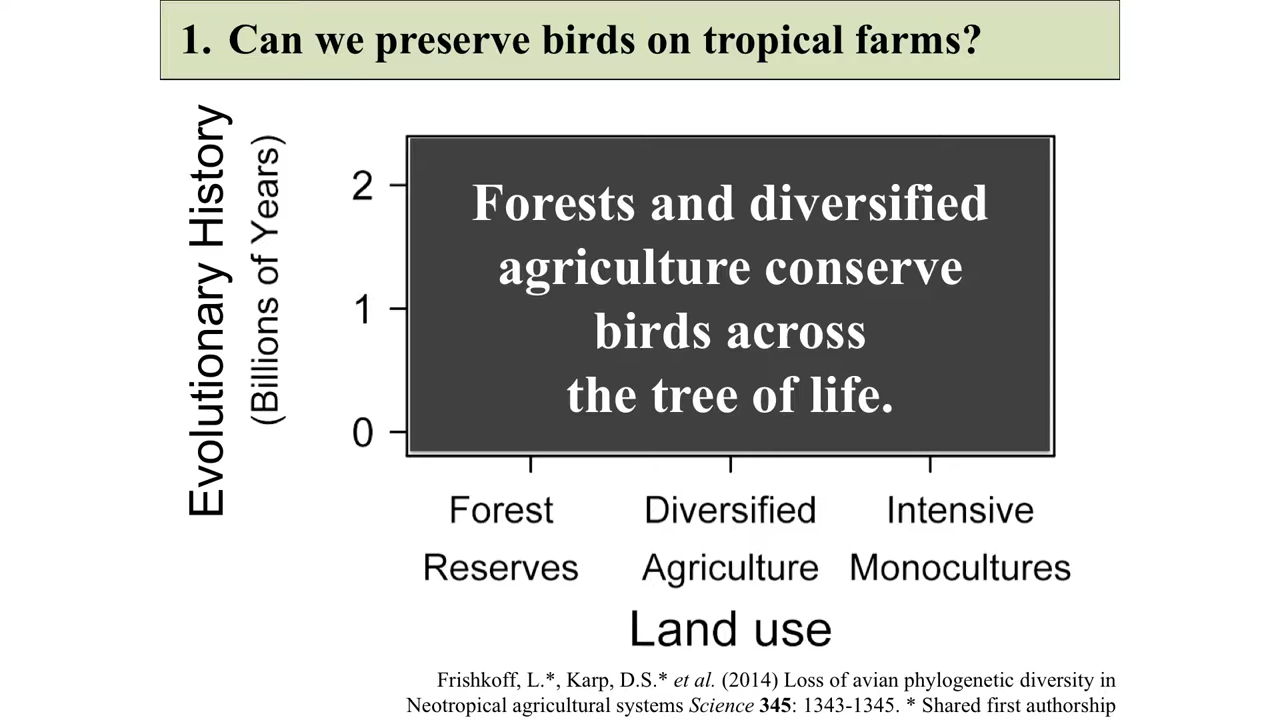 1. Can we preserve birds on tropical farms?
Evolutionary History
(Billions of Years)
2
1
0
Forests and diversified
agriculture conserve
birds across
the tree of life.
Forest
Reserves
Diversified
Agriculture
Intensive
Monocultures
Land use
Frishkoff, L.*, Karp, D.S.* et al. (2014) Loss of avian phylogenetic diversity in
Neotropical agricultural systems Science 345: 1343-1345. * Shared first authorship